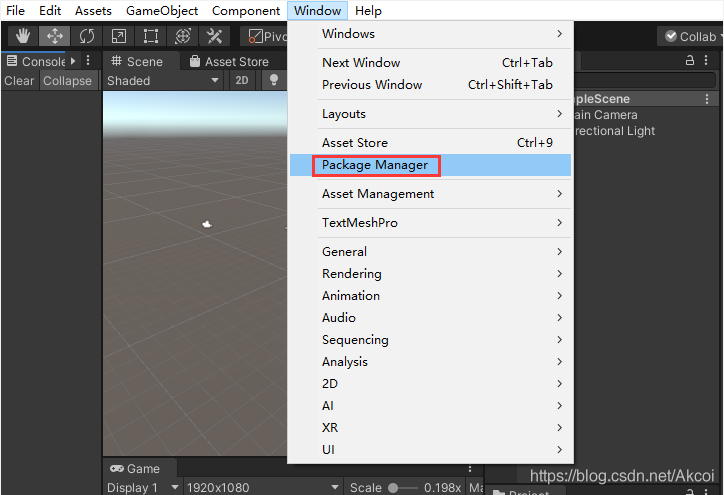 File Edit Assets GameObject Component Window Help
Pivo
Collab
Console
Scene
Asset Store
Clear Collapse
Shaded
2D
Windows
Next Window Ctrl+Tab
Previous Window Ctrl+Shift+Tab
Layouts
Asset Store Ctrl+9
Package Manager
Asset Management
TextMeshPro
General
Rendering
Animation
Audio
Sequencing
Analysis
2D
AI
XR
UI
mpleScene
ain Camera
irectional Light
Game
Display 1 1920x1080 Scale 0.198x Ma
Project
https://blog.csdn.net/Akcoi